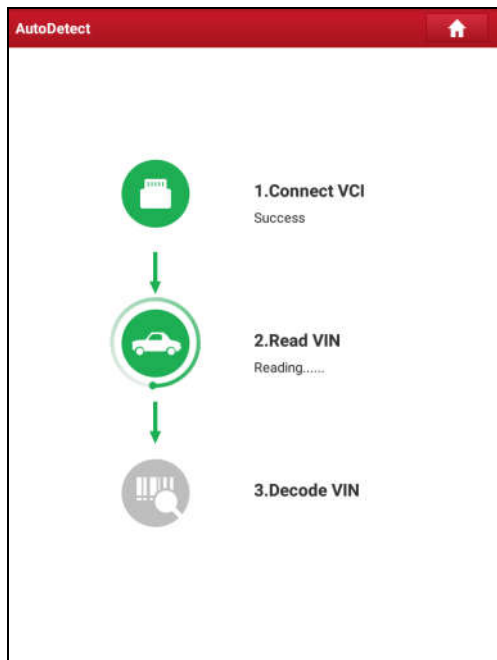 AutoDetect
1.Connect VCI
Success
2.Read VIN
Reading......
3.Decode VIN